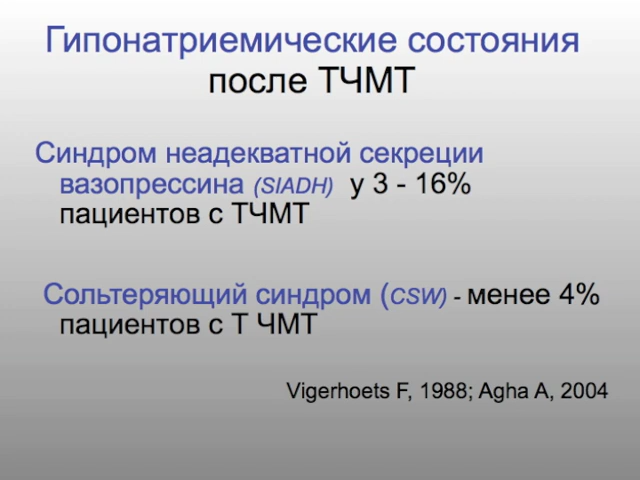 Гипонатриемические состояния
после ТЧМТ
Синдром неадекватной секреции
вазопрессина (SIADH) у 3 - 16%
пациентов с ТЧМТ
Сольтеряющий синдром (CSW) - менее 4%
пациентов с Т ЧМТ
Vigerhoets F, 1988; Agha A, 2004